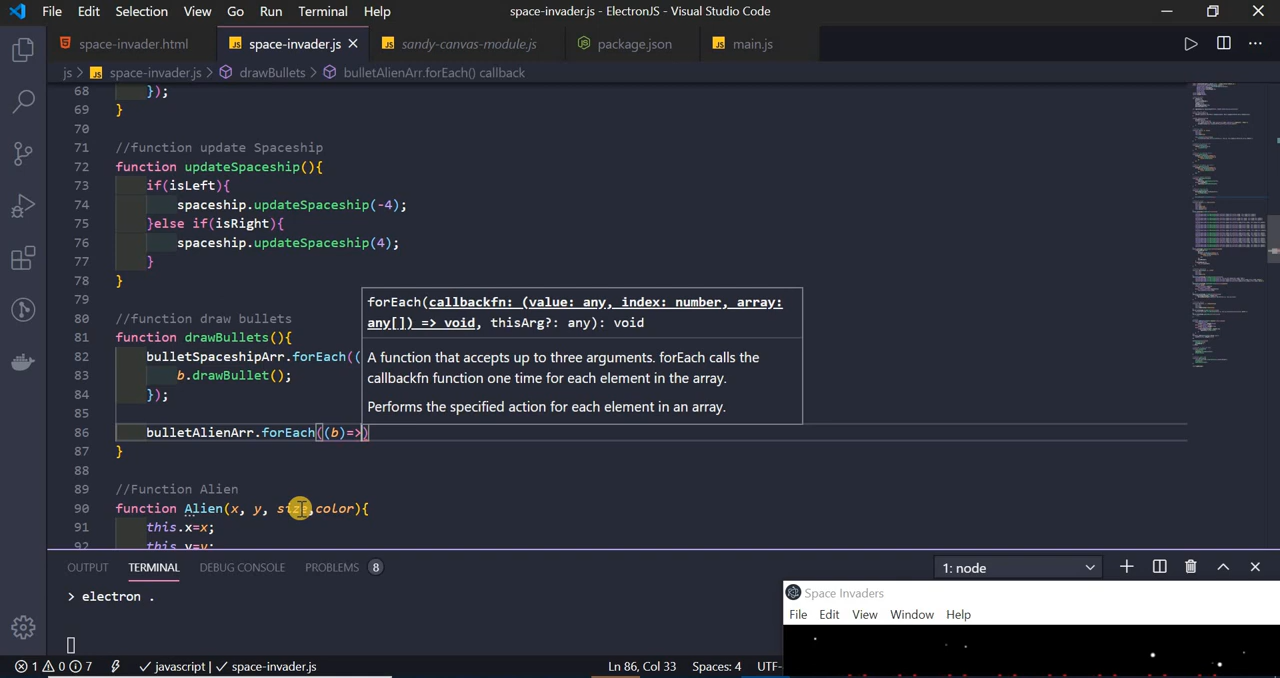 File Edit Selection View Go Run Terminal Help space-invader.js - ElectronJS - Visual Studio Code
space-invader.html space-invader.js sandy-canvas-module.js package.json main.js
js > JS space-invader.js > drawBullets > bulletAlienArr.forEach() callback
68 });
69 }
70
71 //function update Spaceship
72 function updateSpaceship(){
73 if(isLeft){
74 spaceship.updateSpaceship(-4);
75 }else if(isRight){
76 spaceship.updateSpaceship(4);
77 }
78 }
79
80 //function draw bullets
81 function drawBullets(){
82 bulletSpaceshipArr.forEach((
83 b.drawBullet();
84 });
85
86 bulletAlienArr.forEach((b)=>)
87 }
88
89 //Function Alien
90 function Alien(x, y, size,color){
91 this.x=x;
92 this.y=y;
forEach(callbackfn: (value: any, index: number, array:
any[]) => void, thisArg?: any): void
A function that accepts up to three arguments. forEach calls the
callbackfn function one time for each element in the array.
Performs the specified action for each element in an array.
OUTPUT TERMINAL DEBUG CONSOLE PROBLEMS 8 1: node
> electron .
Space Invaders
File Edit View Window Help
1 0 7 javascript | space-invader.js Ln 86, Col 33 Spaces: 4 UTF-